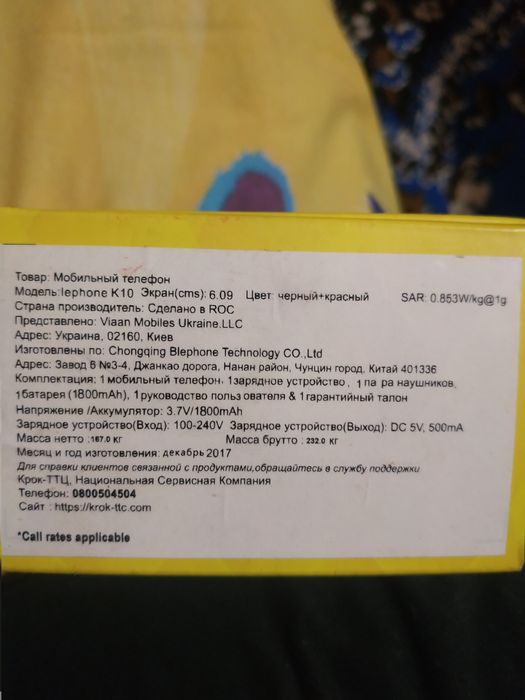 Товар: Мобильный телефон
Модель:lephone K10 Экран(cms): 6.09 Цвет: черный+красный SAR: 0.853W/kg@1g
Страна производитель: Сделано в ROC
Представлено: Viaan Mobiles Ukraine.LLC
Адрес: Украина, 02160, Киев
Изготовлены по: Chongqing Blephone Technology CO.,Ltd
Адрес: Завод 6 №3-4, Джанкао дорога, Нанан район, Чунцин город, Китай 401336
Комплектация: 1 мобильный телефон, 1зарядное устройство, 1 па ра наушников,
1батарея (1800mAh), 1руководство польз ователя & 1гарантийный талон
Напряжение /Аккумулятор: 3.7V/1800mAh
Зарядное устройство(Вход): 100-240V Зарядное устройство(Выход): DC 5V, 500mA
Масса нетто :167.0 кг Масса брутто : 232.0 кг
Месяц и год изготовления: декабрь 2017
Для справки клиентов связанной с продуктами,обращайтесь в службу поддержки
Крок-ТТЦ, Национальная Сервисная Компания
Телефон: 0800504504
Сайт : https://krok-ttc.com
*Call rates applicable